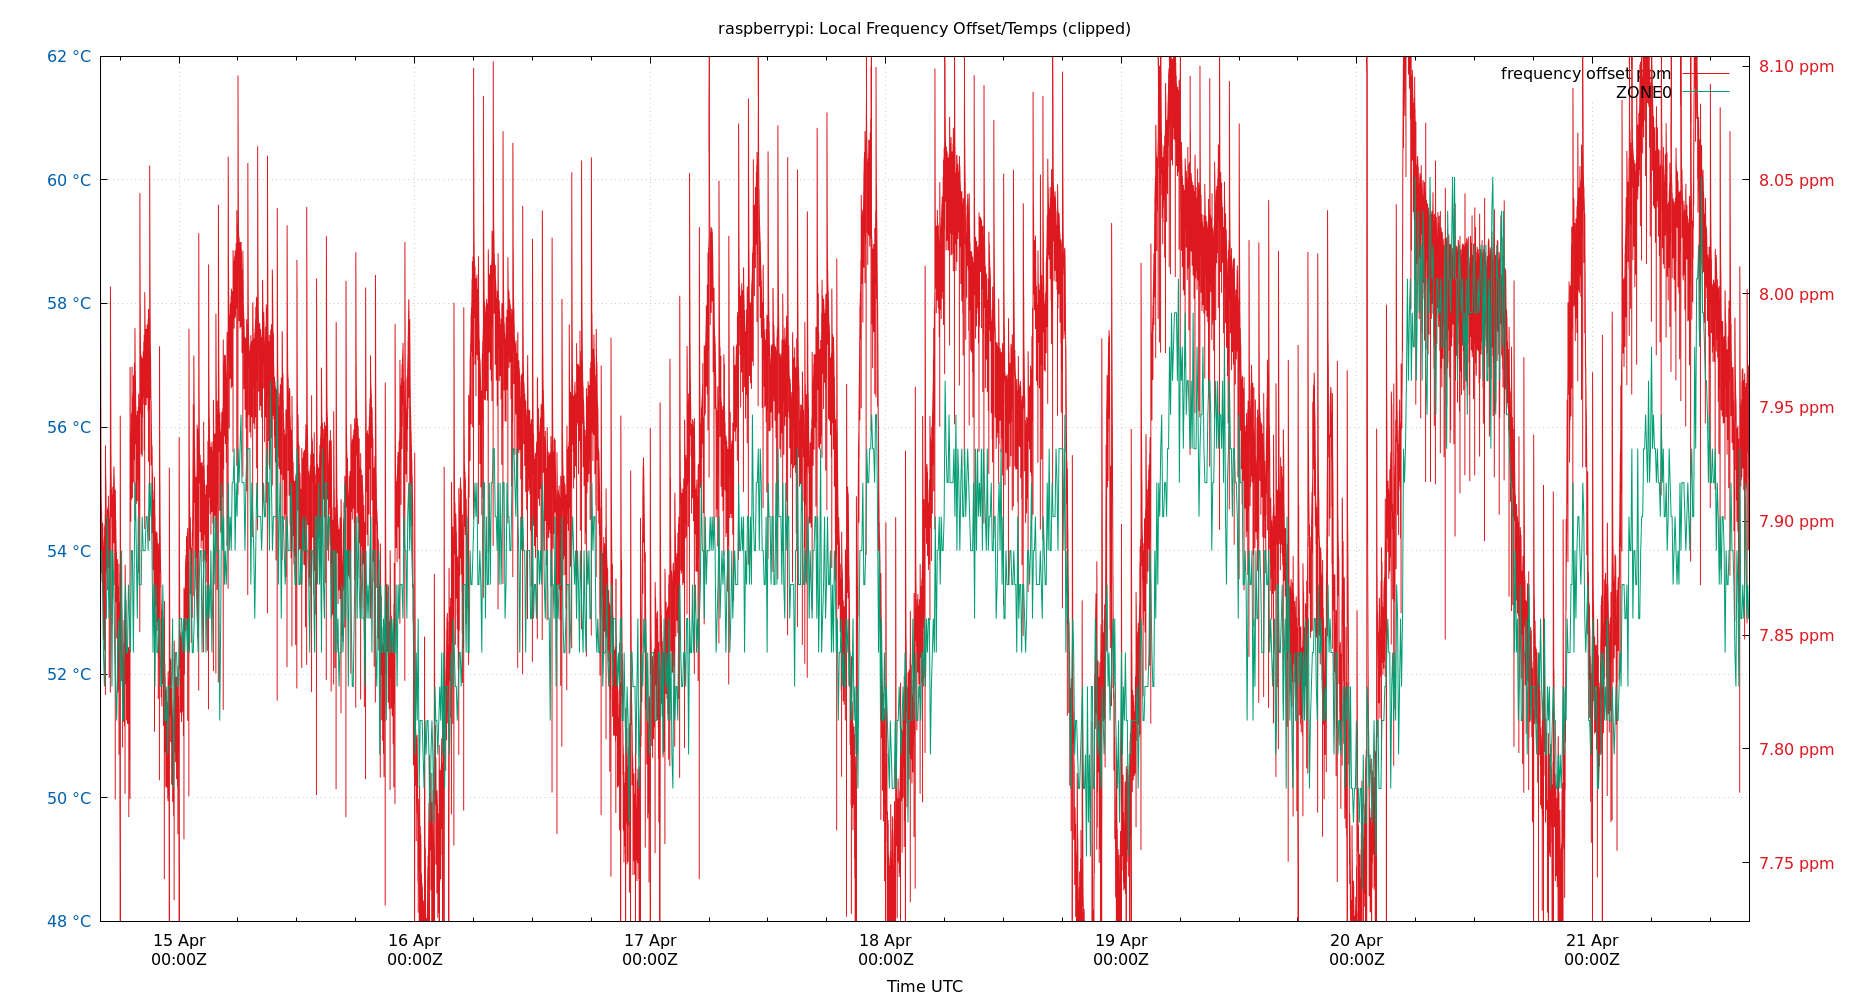 raspberrypi: Local Frequency Offset/Temps (clipped)
62 °C
60 °C
58 °C
56 °C
54 °C
52 °C
50 °C
48 °C
frequency offset ppm
ZONE0
8.10 ppm
8.05 ppm
8.00 ppm
7.95 ppm
7.90 ppm
7.85 ppm
7.80 ppm
7.75 ppm
15 Apr 16 Apr 17 Apr 18 Apr 19 Apr 20 Apr 21 Apr
00:00Z 00:00Z 00:00Z 00:00Z 00:00Z 00:00Z 00:00Z
Time UTC